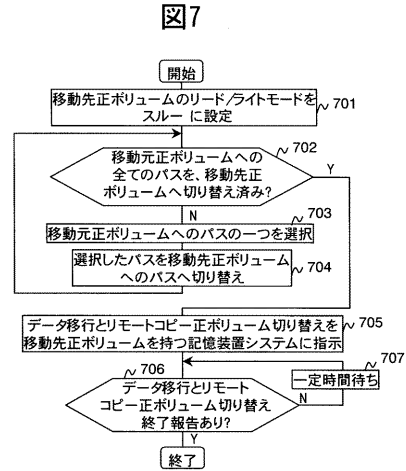 図7
開始
移動先正ボリュームのリード/ライトモードを
スルーに設定
701
702
移動元正ボリュームへの
全てのパスを、移動先正
ボリュームへ切り替え済み?
Y
N
703
移動元正ボリュームへのパスの一つを選択
選択したパスを移動先正ボリューム
へのパスへ切り替え
704
データ移行とリモートコピー正ボリューム切り替えを
移動先正ボリュームを持つ記憶装置システムに指示
705
706
707
データ移行とリモート
コピー正ボリューム切り替え
終了報告あり?
一定時間待ち
N
Y
終了